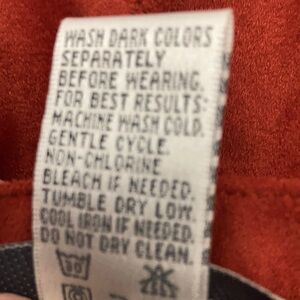 WASH DARK COLORS
SEPARATELY
BEFORE WEARING.
FOR BEST RESULTS:
MACHINE WASH COLD.
GENTLE CYCLE.
NON-CHLORINE
BLEACH IF NEEDED.
TUMBLE DRY LOW.
COOL IRON IF NEEDED.
DO NOT DRY CLEAN.